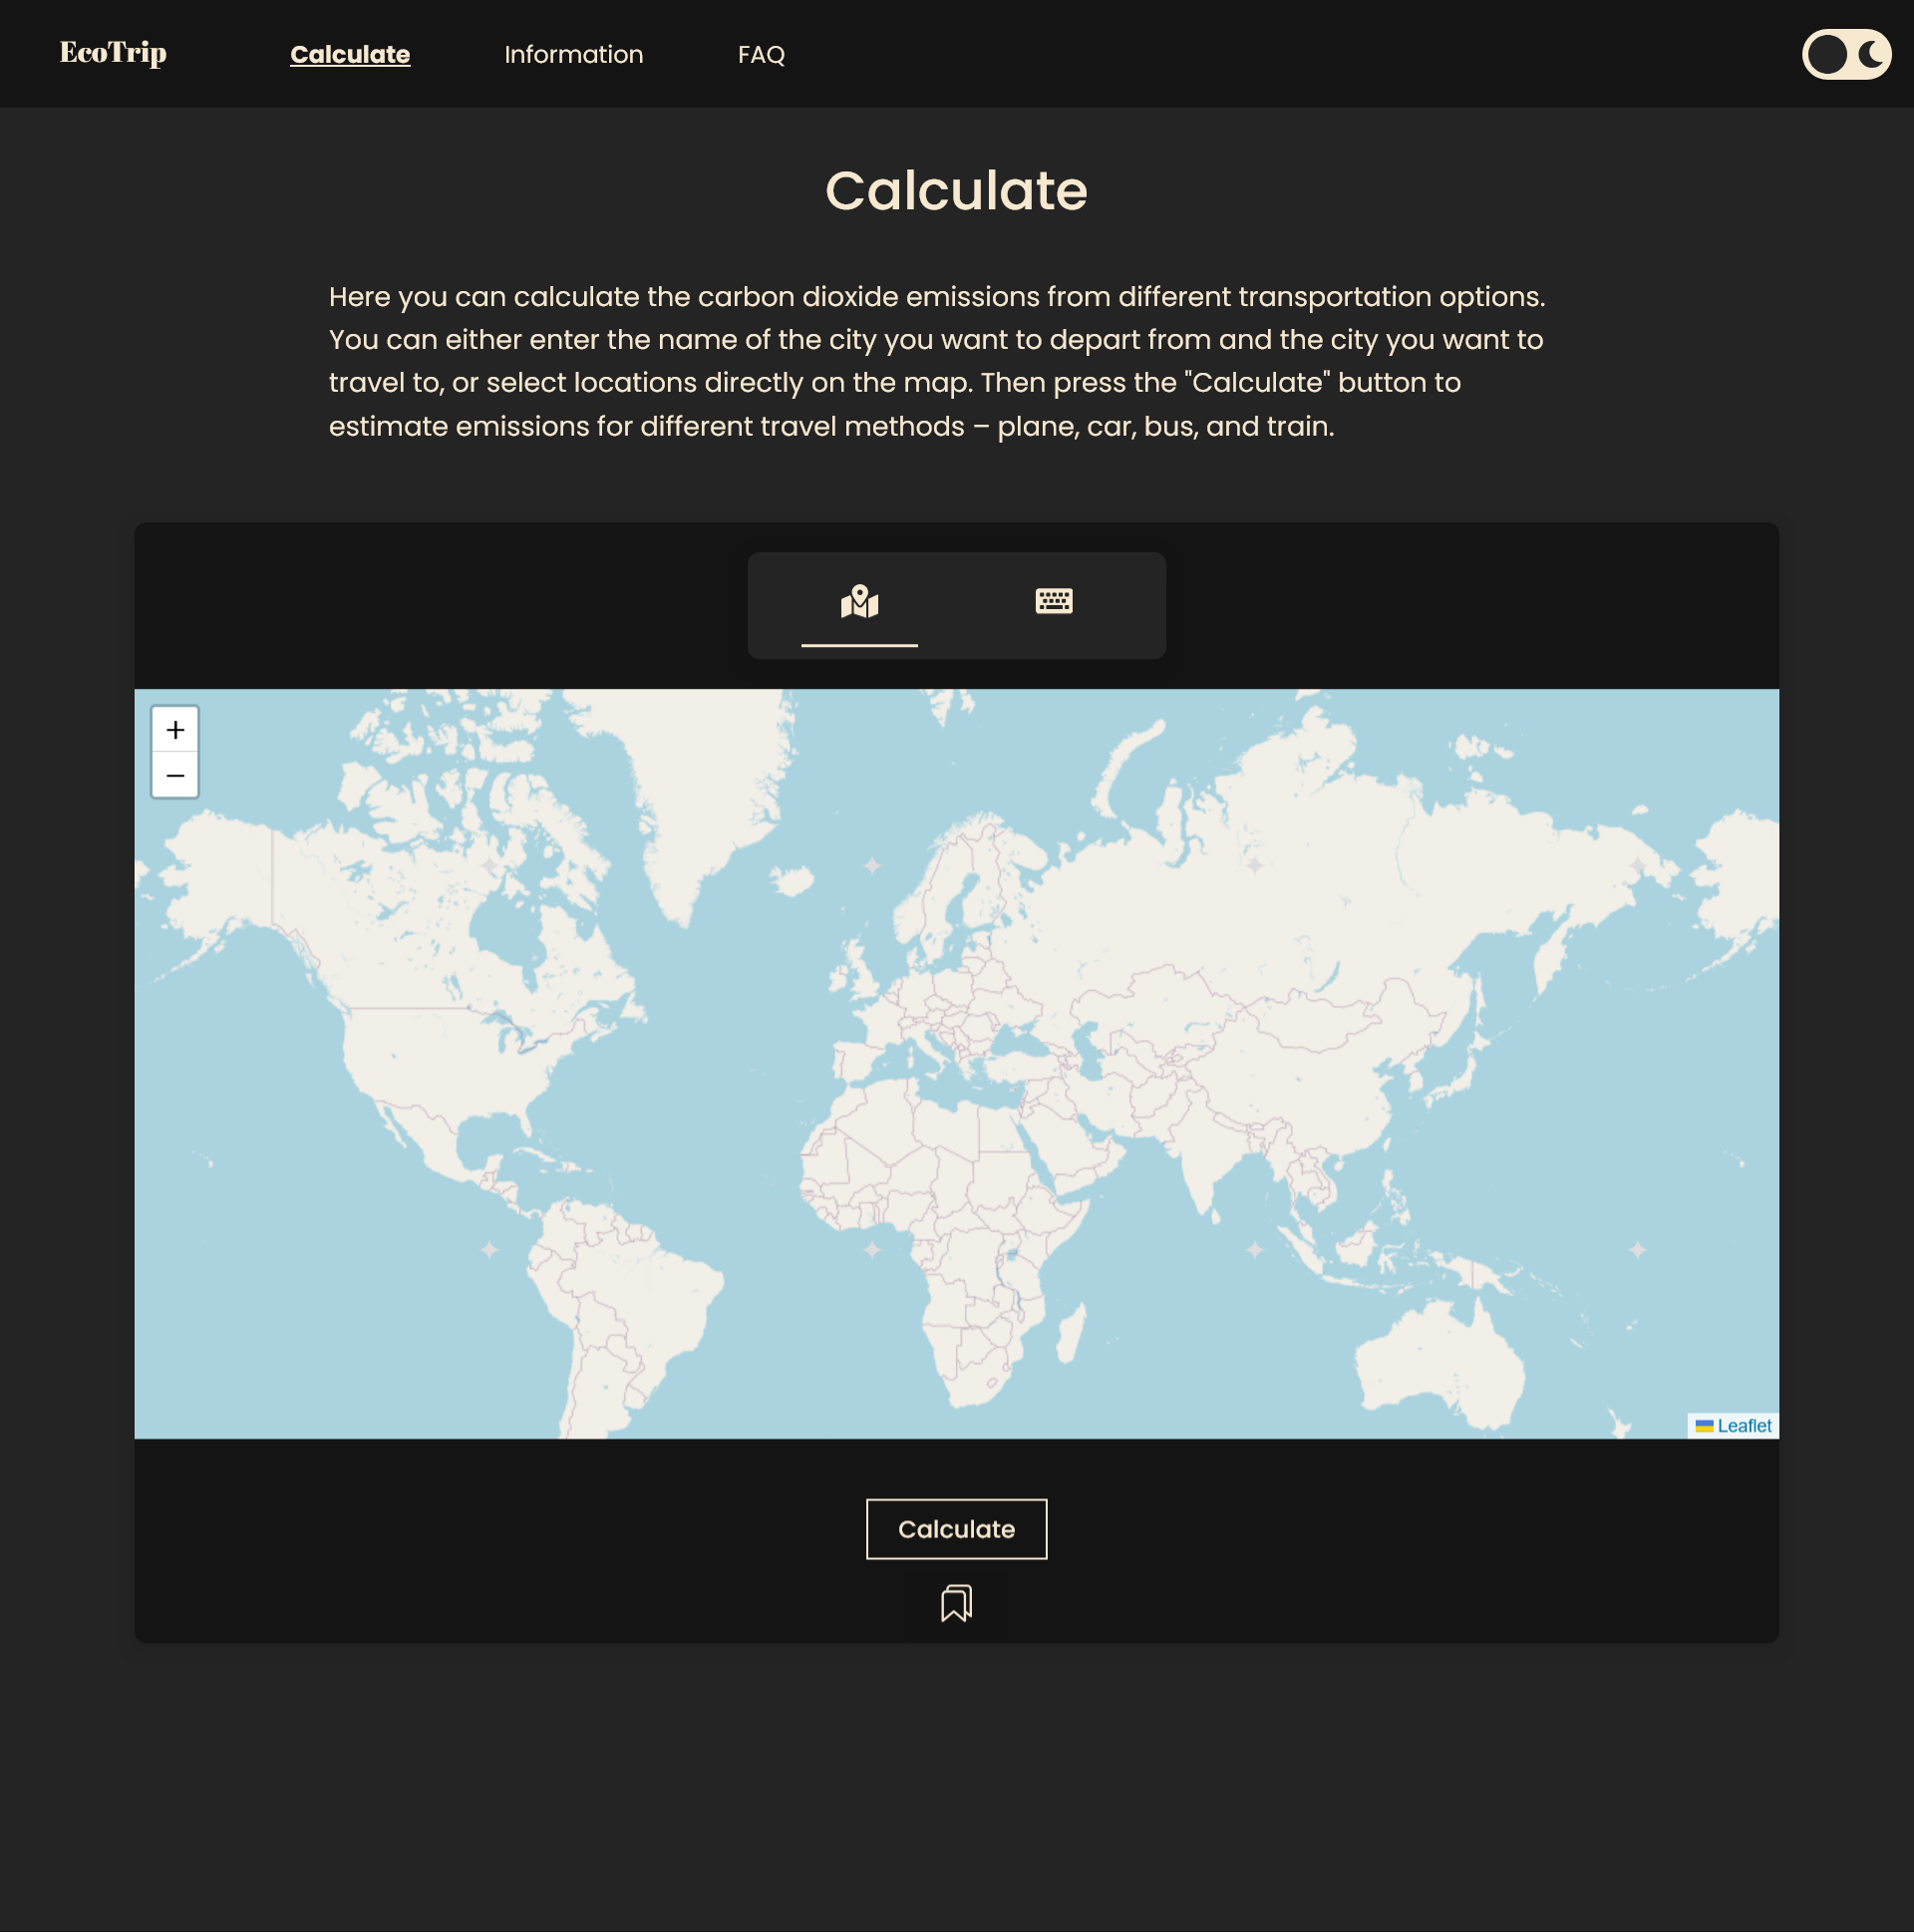 EcoTrip
Calculate
Information
FAQ
Calculate
Here you can calculate the carbon dioxide emissions from different transportation options.
You can either enter the name of the city you want to depart from and the city you want to
travel to, or select locations directly on the map. Then press the "Calculate" button to
estimate emissions for different travel methods – plane, car, bus, and train.
+
−
Leaflet
Calculate